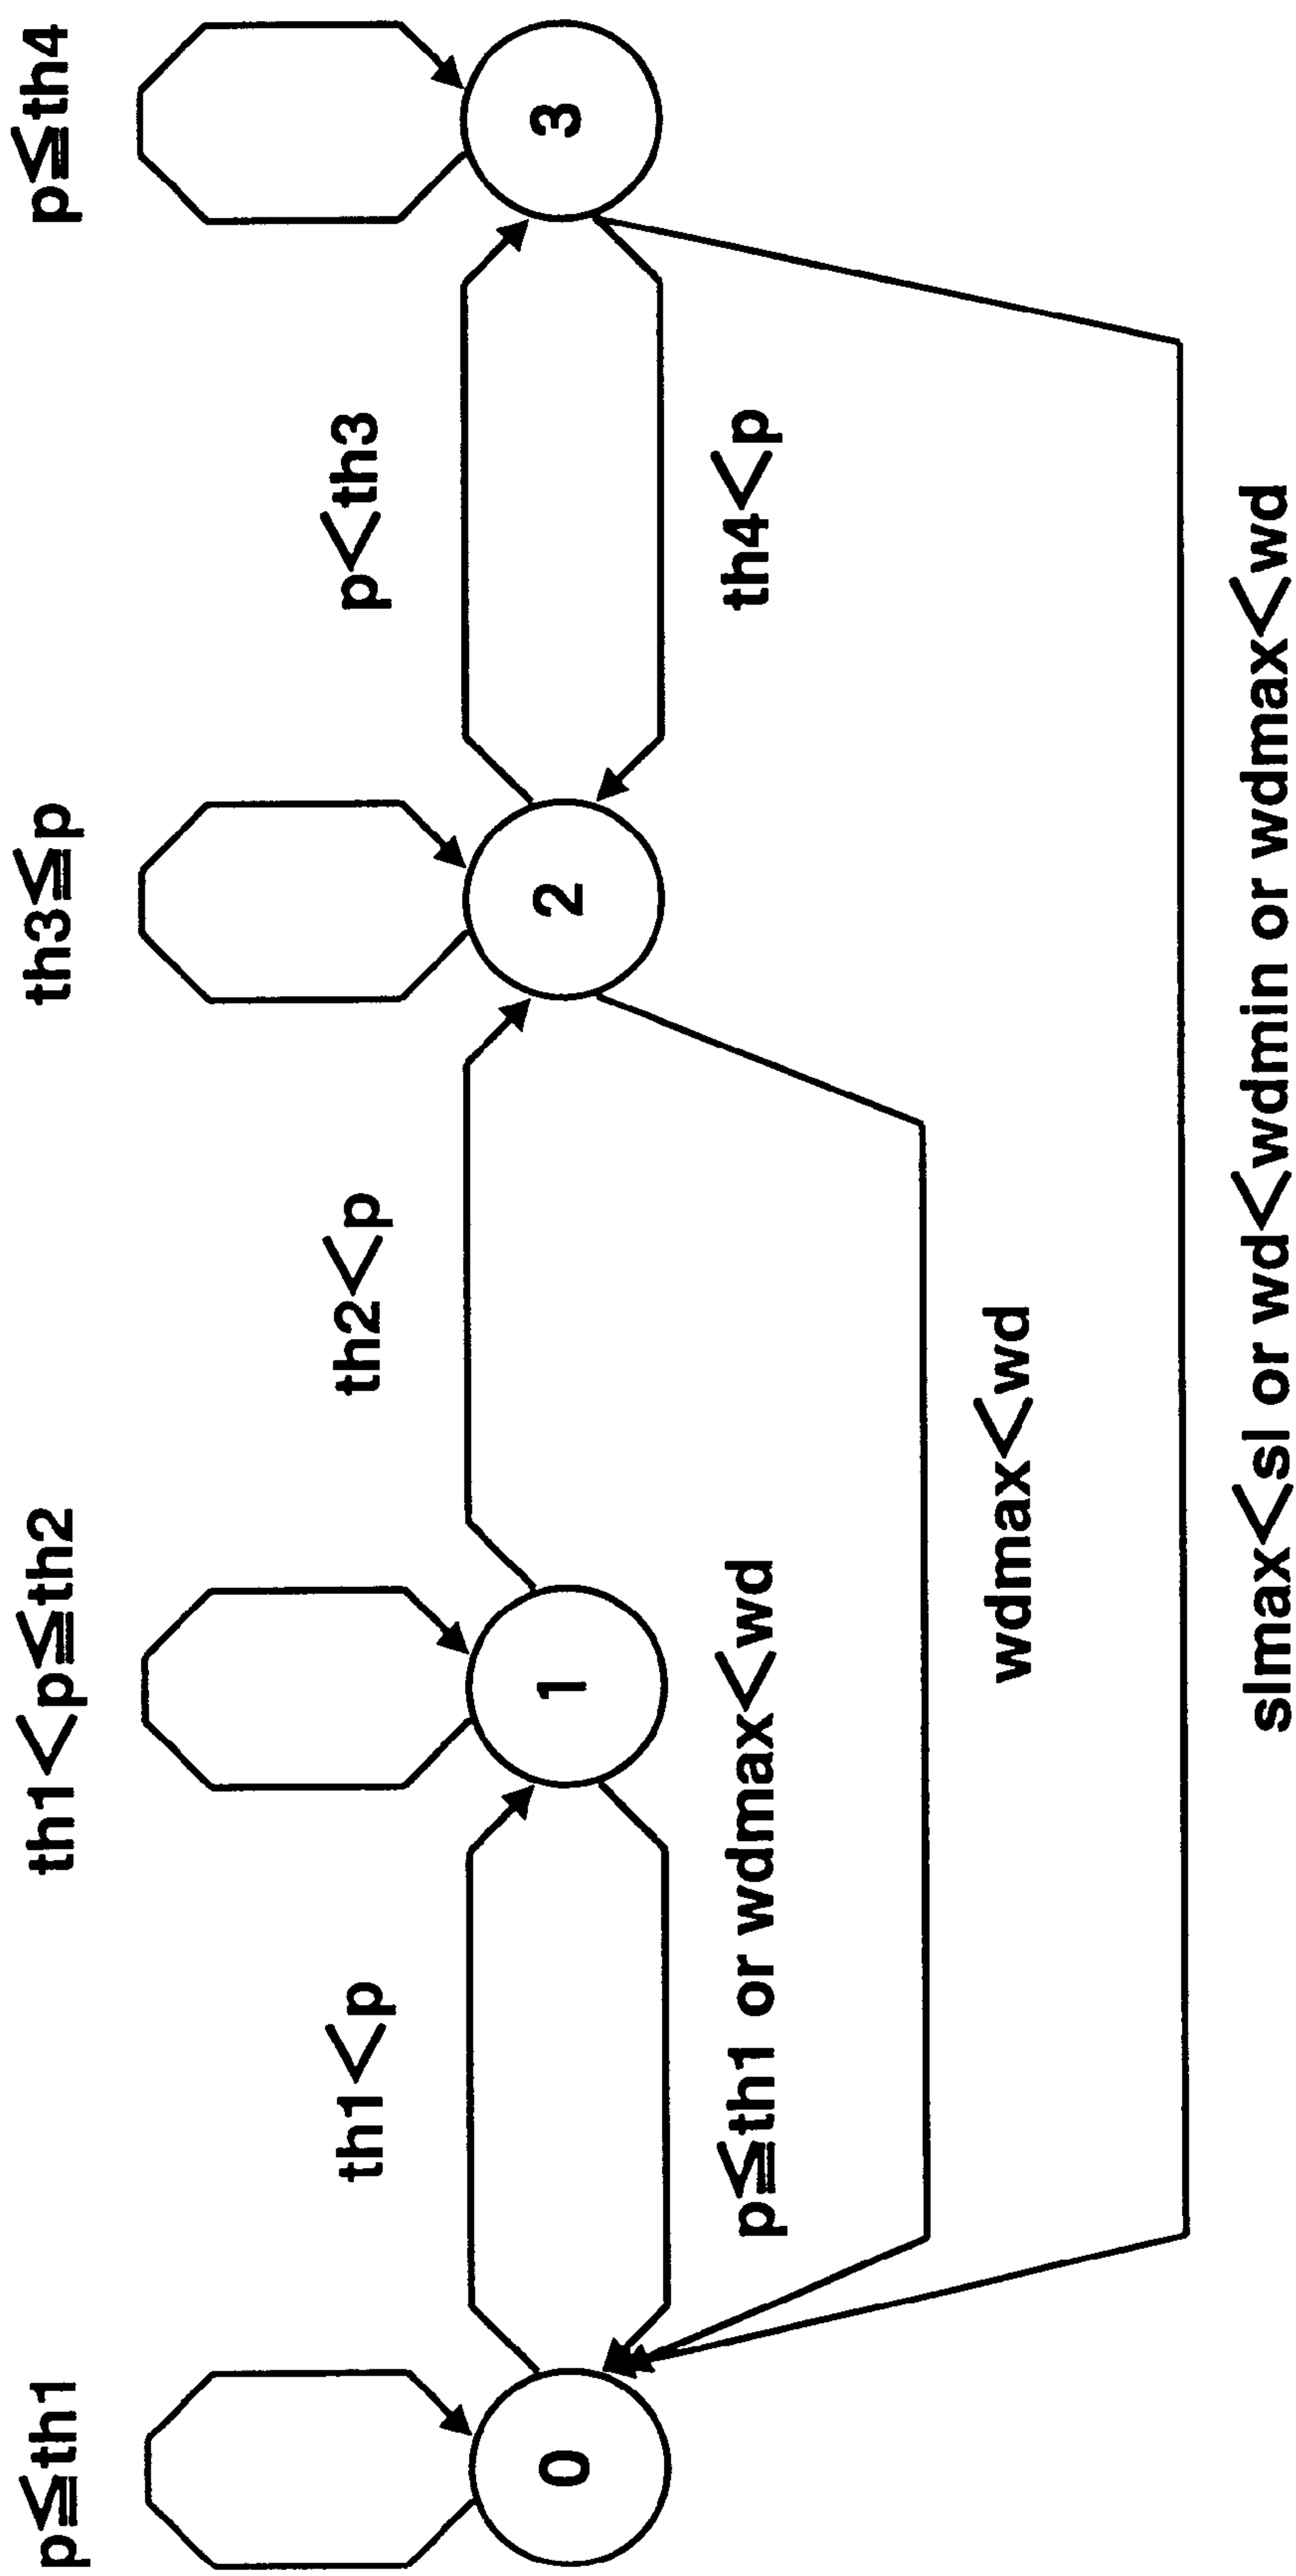 p≦th1
th1<p≦th2
th3≦p
p≦th4
th1<p
th2<p
p<th3
0
1
2
3
p≦th1 or wdmax<wd
th4<p
wdmax<wd
slmax<sl or wd<wdmin or wdmax<wd